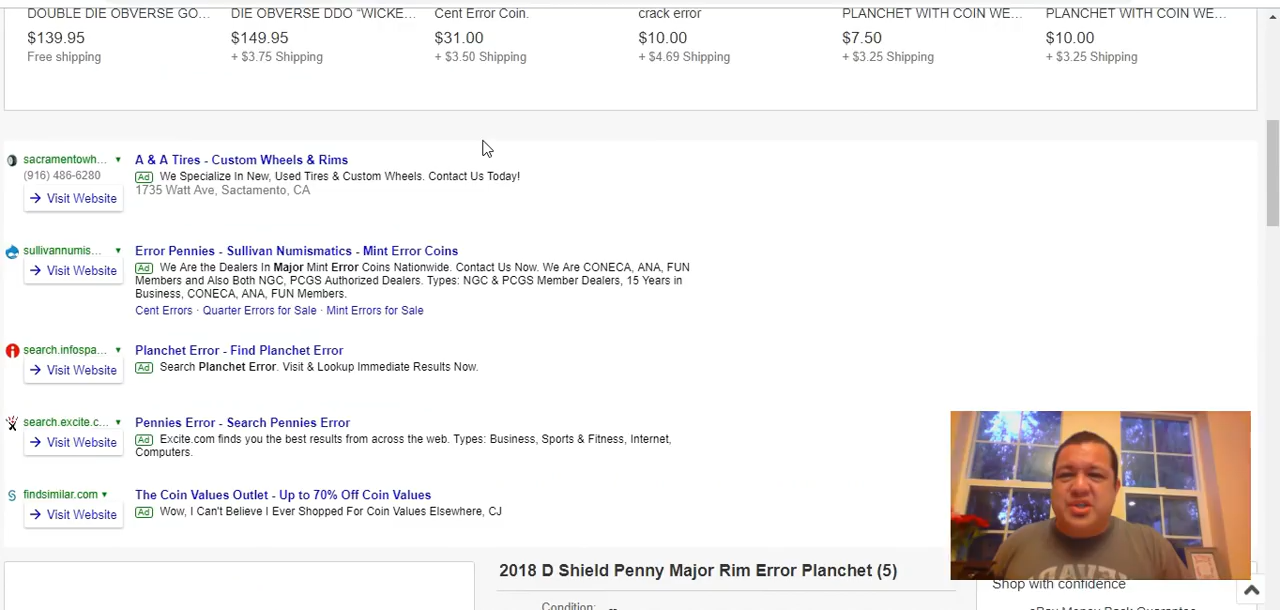 DOUBLE DIE OBVERSE GO...
DIE OBVERSE DDO "WICKE...
Cent Error Coin.
crack error
PLANCHET WITH COIN WE...
PLANCHET WITH COIN WE...
$139.95
$149.95
$31.00
$10.00
$7.50
$10.00
Free shipping
+ $3.75 Shipping
+ $3.50 Shipping
+ $4.69 Shipping
+ $3.25 Shipping
+ $3.25 Shipping
sacramentowh...
(916) 486-6280
Visit Website
A & A Tires - Custom Wheels & Rims
Ad We Specialize In New, Used Tires & Custom Wheels. Contact Us Today!
1735 Watt Ave, Sactamento, CA
sullivannumis...
Visit Website
Error Pennies - Sullivan Numismatics - Mint Error Coins
Ad We Are the Dealers In Major Mint Error Coins Nationwide. Contact Us Now. We Are CONECA, ANA, FUN
Members and Also Both NGC, PCGS Authorized Dealers. Types: NGC & PCGS Member Dealers, 15 Years in
Business, CONECA, ANA, FUN Members.
Cent Errors · Quarter Errors for Sale · Mint Errors for Sale
search.infospa...
Visit Website
Planchet Error - Find Planchet Error
Ad Search Planchet Error. Visit & Lookup Immediate Results Now.
search.excite.c...
Visit Website
Pennies Error - Search Pennies Error
Ad Excite.com finds you the best results from across the web. Types: Business, Sports & Fitness, Internet,
Computers.
findsimilar.com
Visit Website
The Coin Values Outlet - Up to 70% Off Coin Values
Ad Wow, I Can't Believe I Ever Shopped For Coin Values Elsewhere, CJ
2018 D Shield Penny Major Rim Error Planchet (5)
Condition: --
Shop with confidence
eBay Money Back Guarantee